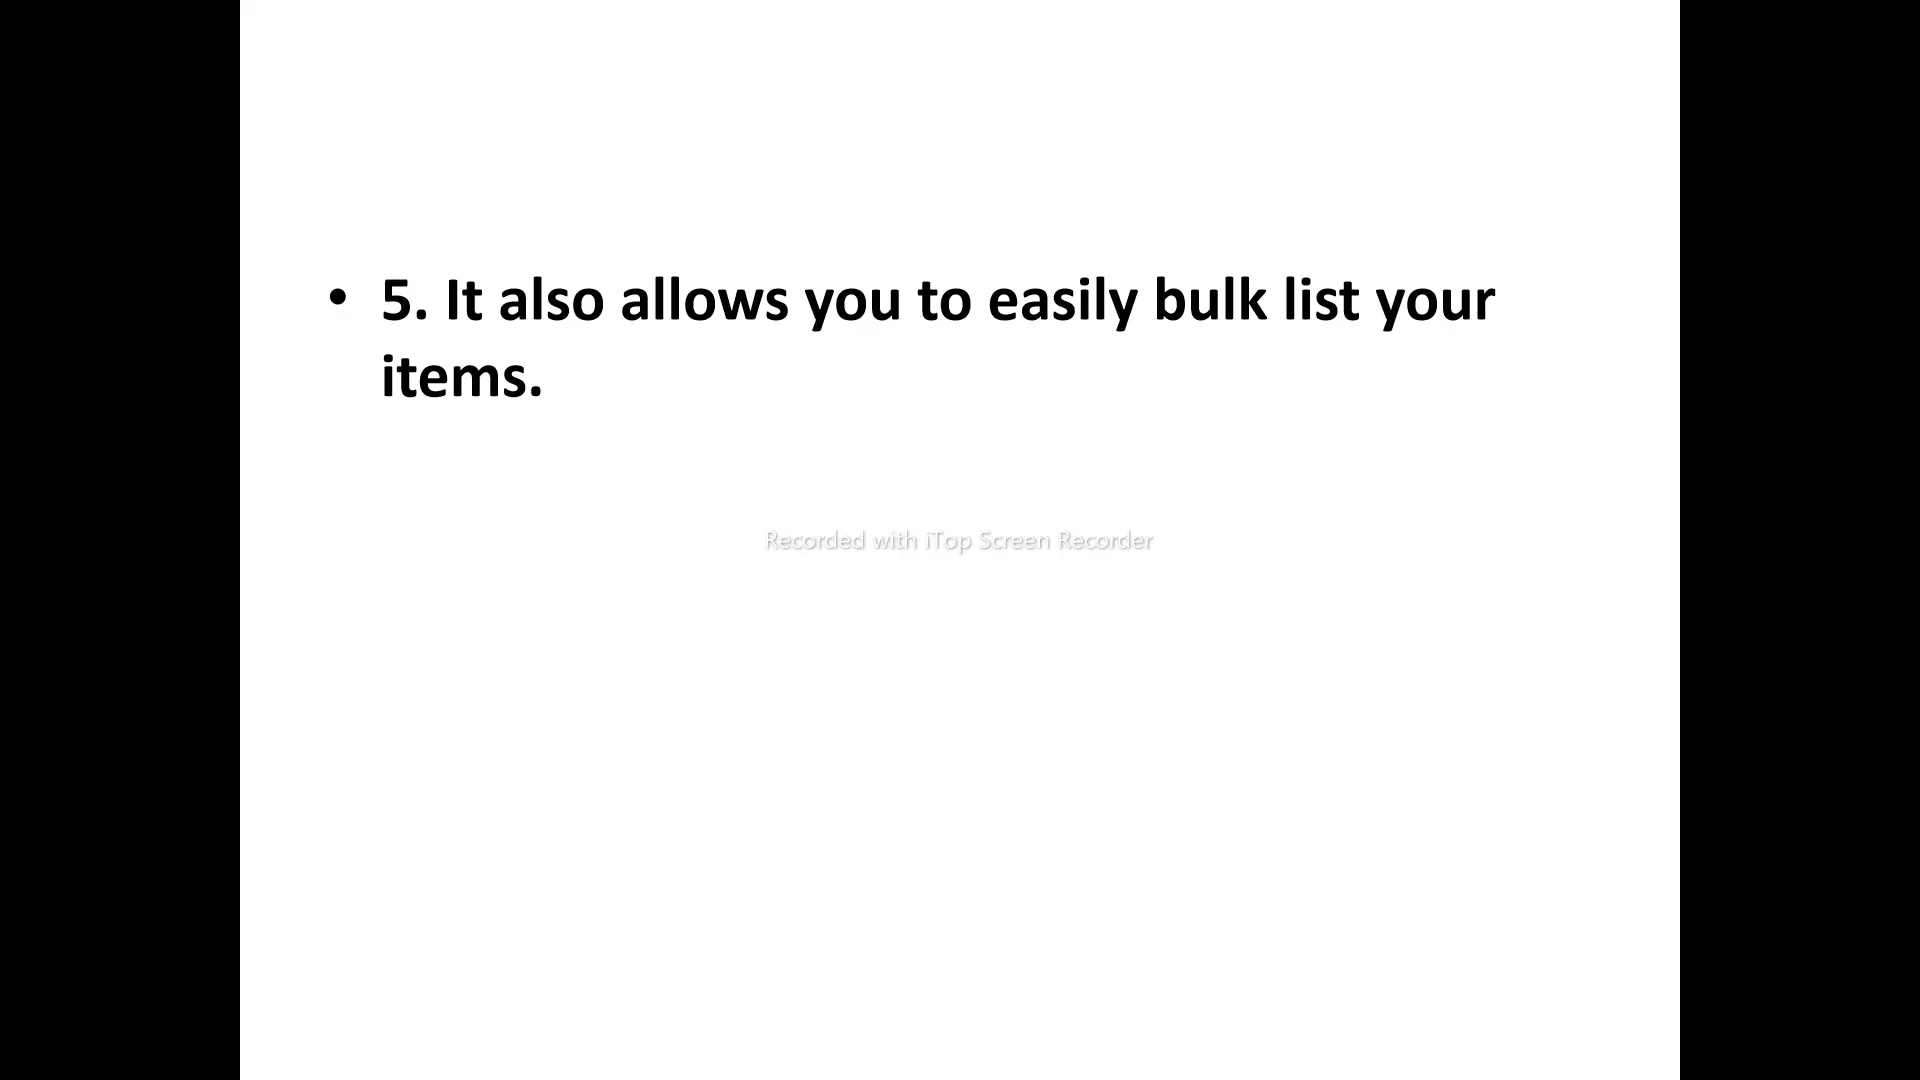 • 5. It also allows you to easily bulk list your
items.
Recorded with iTop Screen Recorder